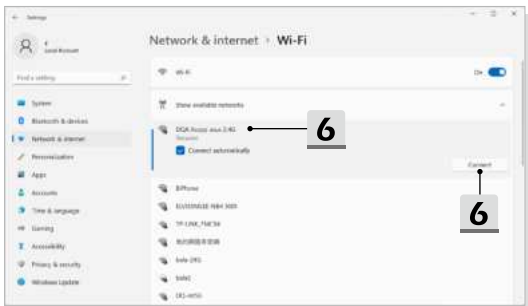 Settings
Local Account
Find a setting
System
Bluetooth & devices
Network & internet
Personalization
Apps
Accounts
Time & language
Gaming
Accessibility
Privacy & security
Windows Update
Network & internet › Wi-Fi
Wi-Fi
On
Show available networks
6
Connect automatically
Connect
6
BPhone